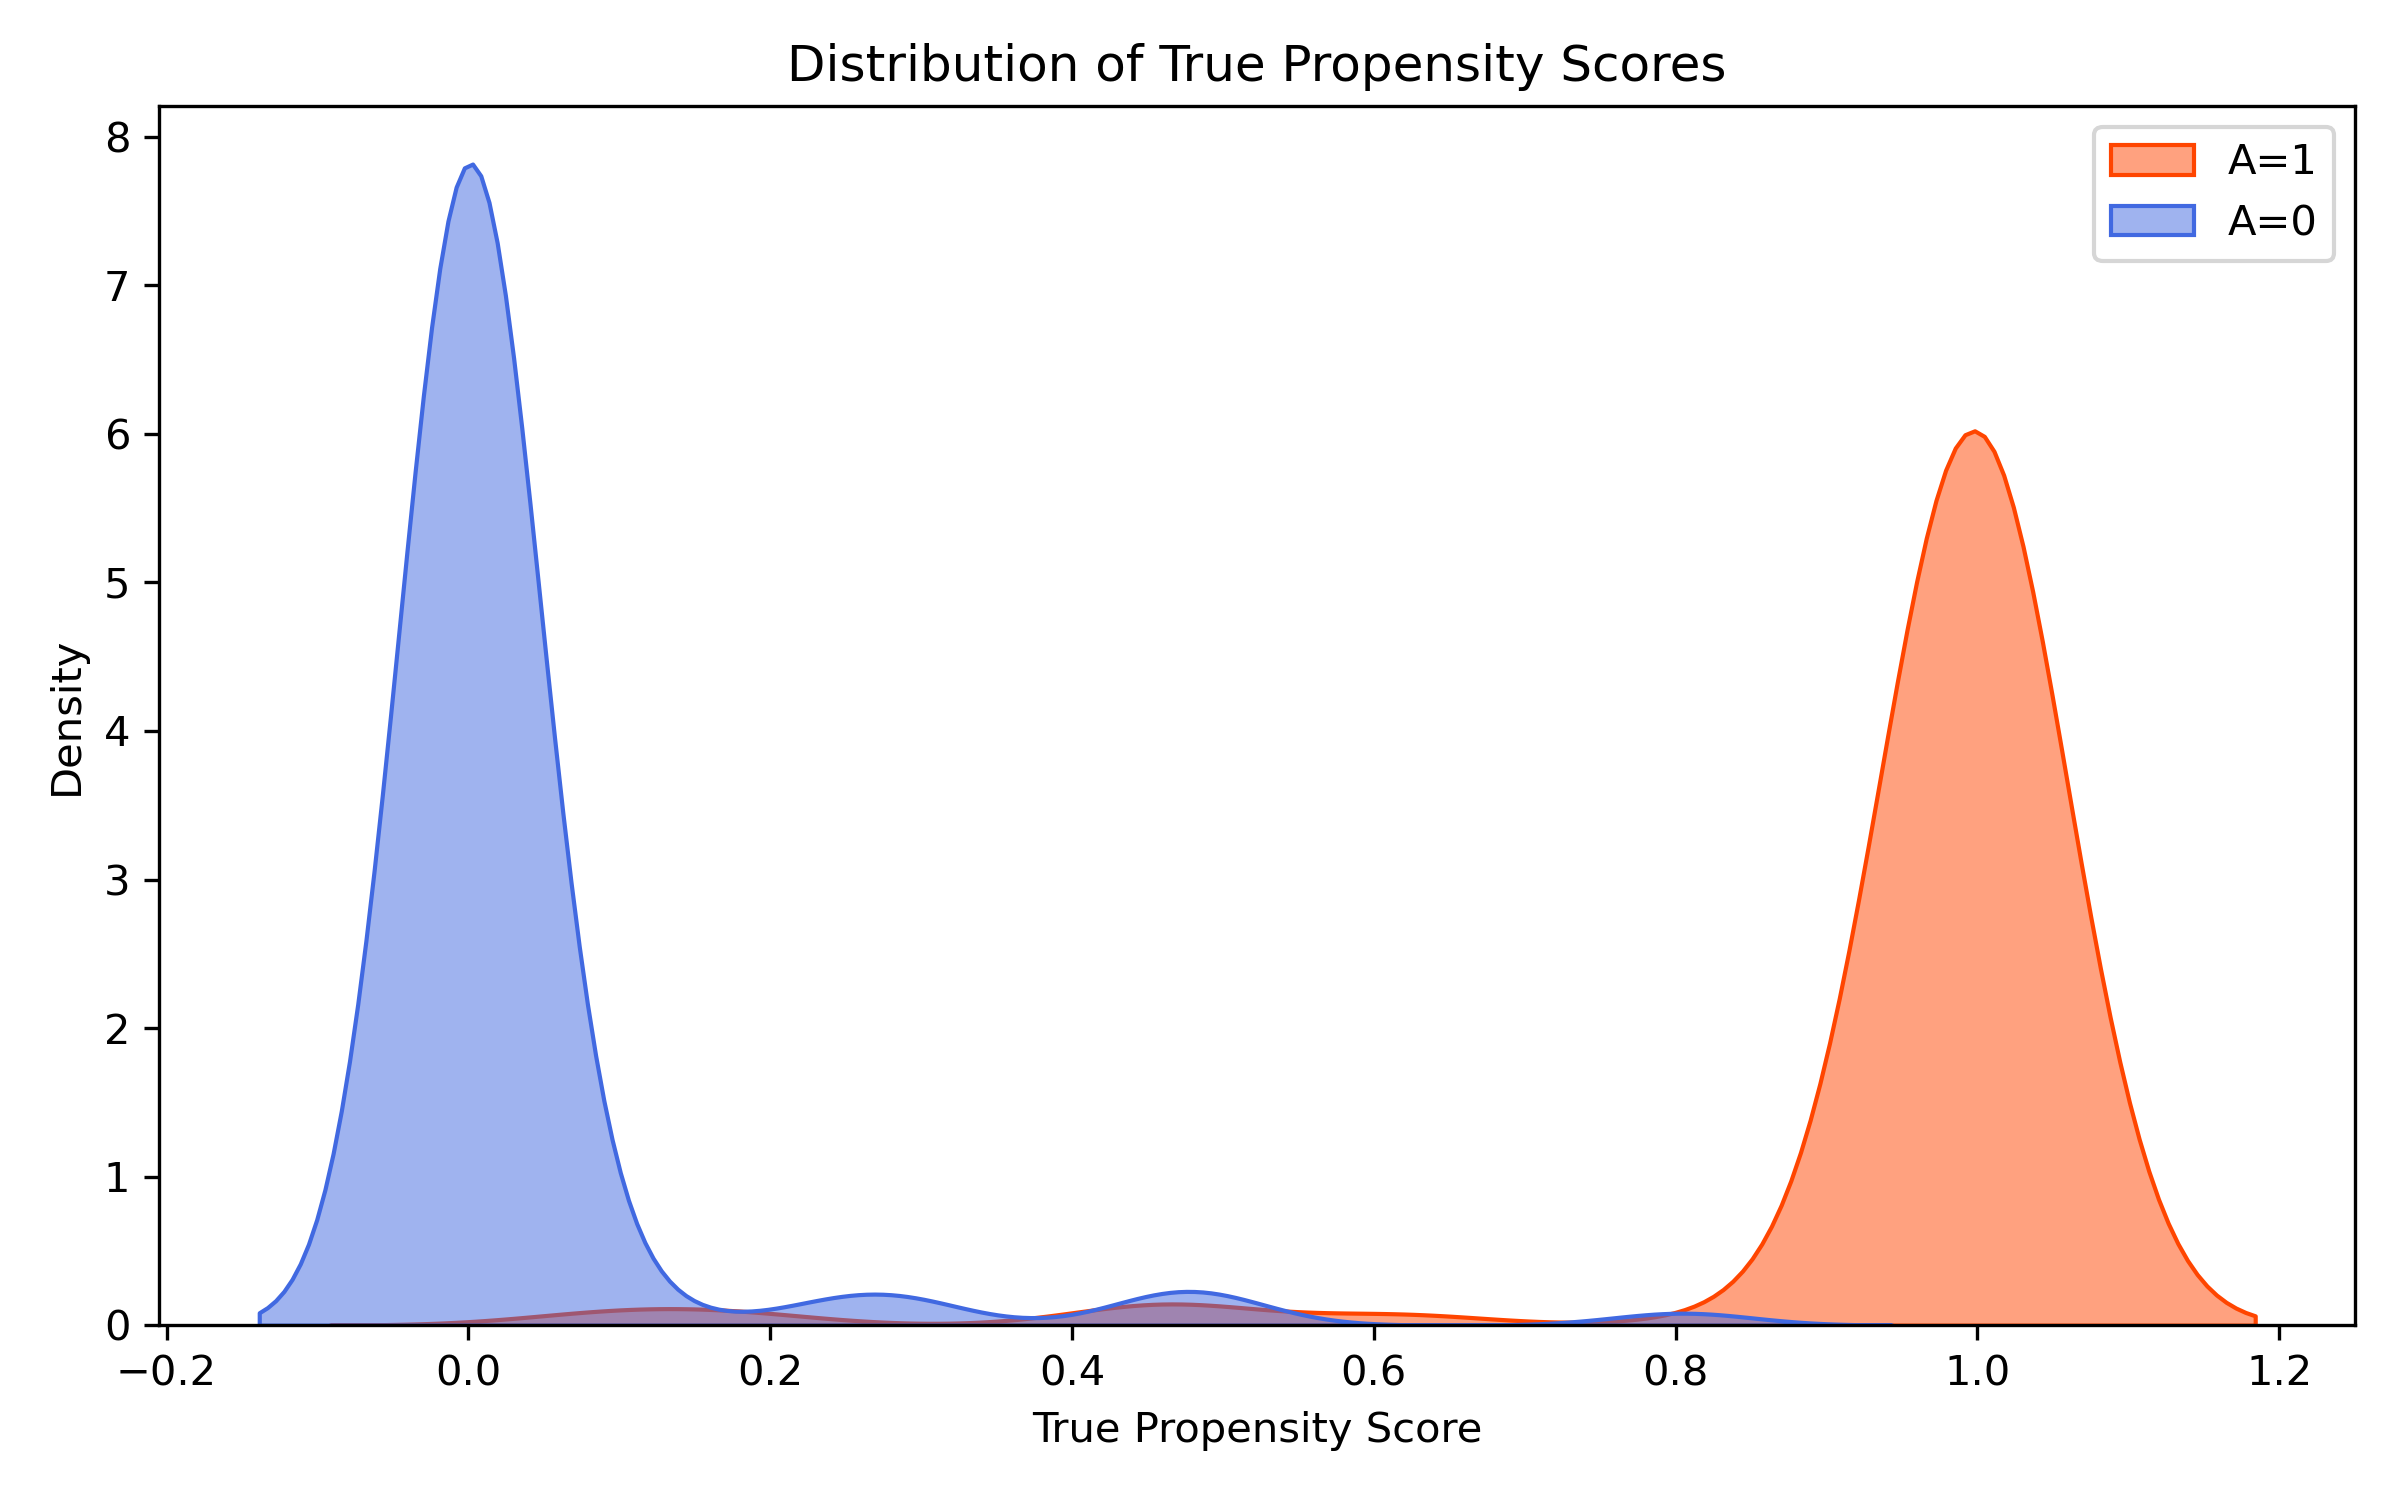 Distribution of True Propensity Scores
A=1
A=0
8
7
6
5
4
3
2
1
0
Density
−0.2 0.0 0.2 0.4 0.6 0.8 1.0 1.2
True Propensity Score